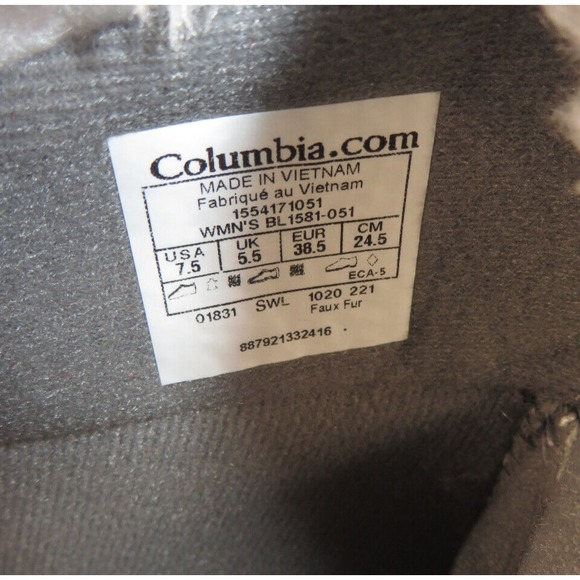 Columbia.com
MADE IN VIETNAM
Fabriqué au Vietnam
1554171051
WMN'S BL1581-051
USA UK EUR CM
7.5 5.5 38.5 24.5
ECA-5
01831 SWL 1020 221
Faux Fur
887921332416